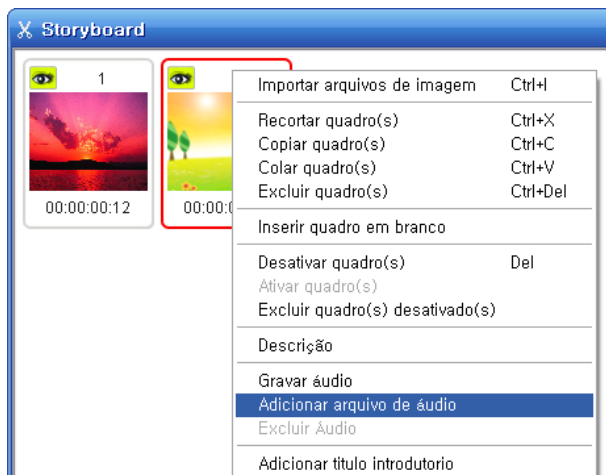 Storyboard
1
00:00:00:12
00:00:0
Importar arquivos de imagem Ctrl+I
Recortar quadro(s) Ctrl+X
Copiar quadro(s) Ctrl+C
Colar quadro(s) Ctrl+V
Excluir quadro(s) Ctrl+Del
Inserir quadro em branco
Desativar quadro(s) Del
Ativar quadro(s)
Excluir quadro(s) desativado(s)
Descrição
Gravar áudio
Adicionar arquivo de áudio
Excluir Áudio
Adicionar titulo introdutorio